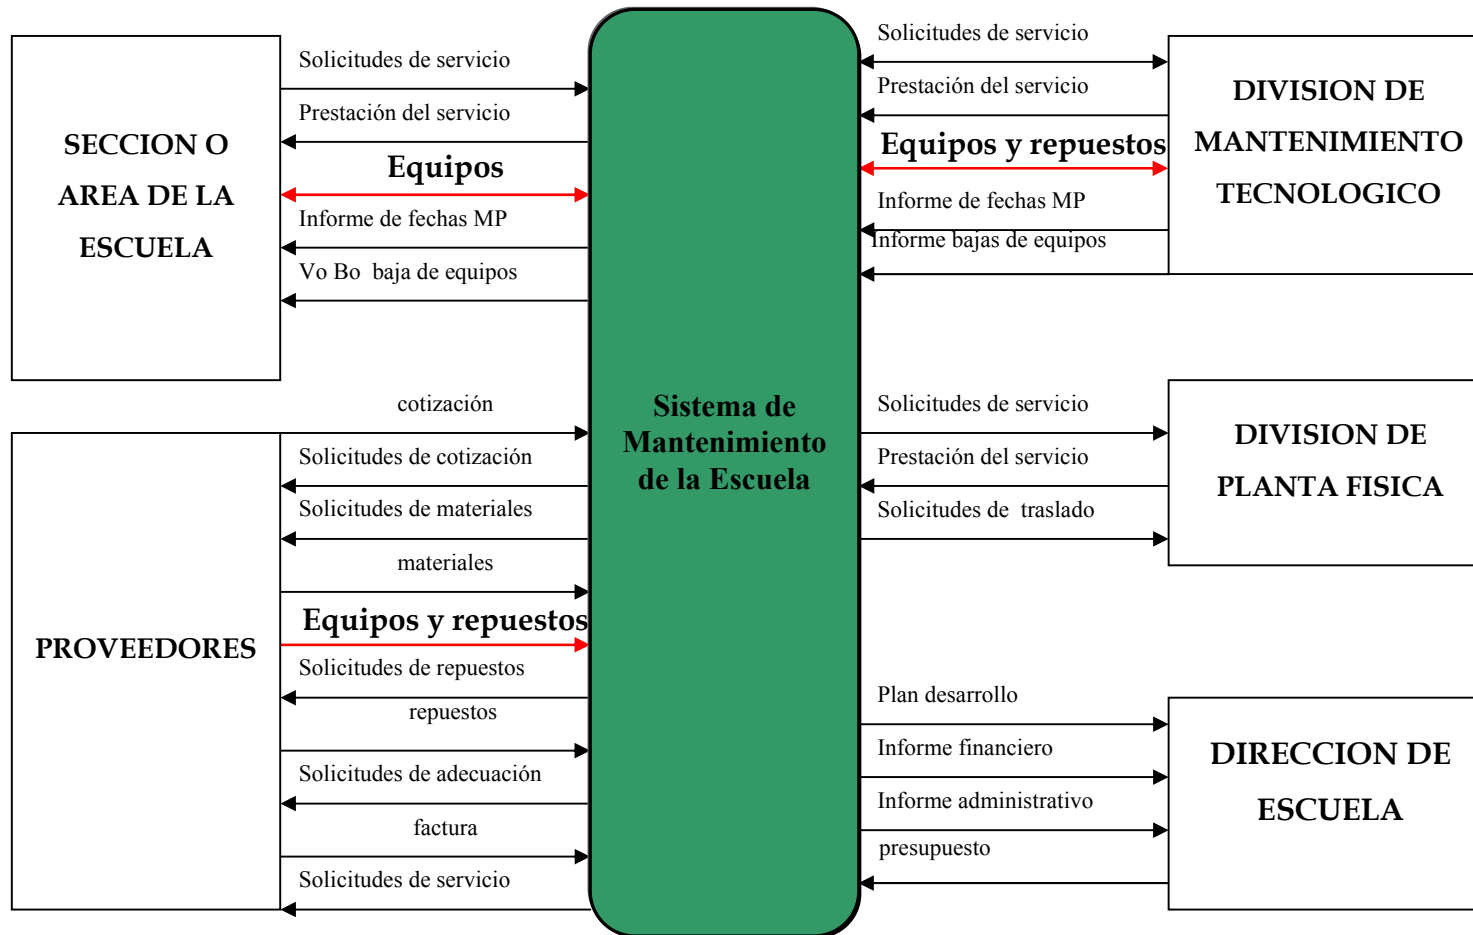 Solicitudes de servicio
Prestación del servicio
Equipos
Informe de fechas MP
Vo Bo  baja de equipos
SECCION O
AREA DE LA
ESCUELA
cotización
Solicitudes de cotización
Solicitudes de materiales
materiales
Equipos y repuestos
Solicitudes de repuestos
repuestos
Solicitudes de adecuación
factura
Solicitudes de servicio
PROVEEDORES
Sistema de
Mantenimiento
de la Escuela
Solicitudes de servicio
Prestación del servicio
Equipos y repuestos
Informe de fechas MP
Informe bajas de equipos
DIVISION DE
MANTENIMIENTO
TECNOLOGICO
Solicitudes de servicio
Prestación del servicio
Solicitudes de  traslado
DIVISION DE
PLANTA FISICA
Plan desarrollo
Informe financiero
Informe administrativo
presupuesto
DIRECCION DE
ESCUELA